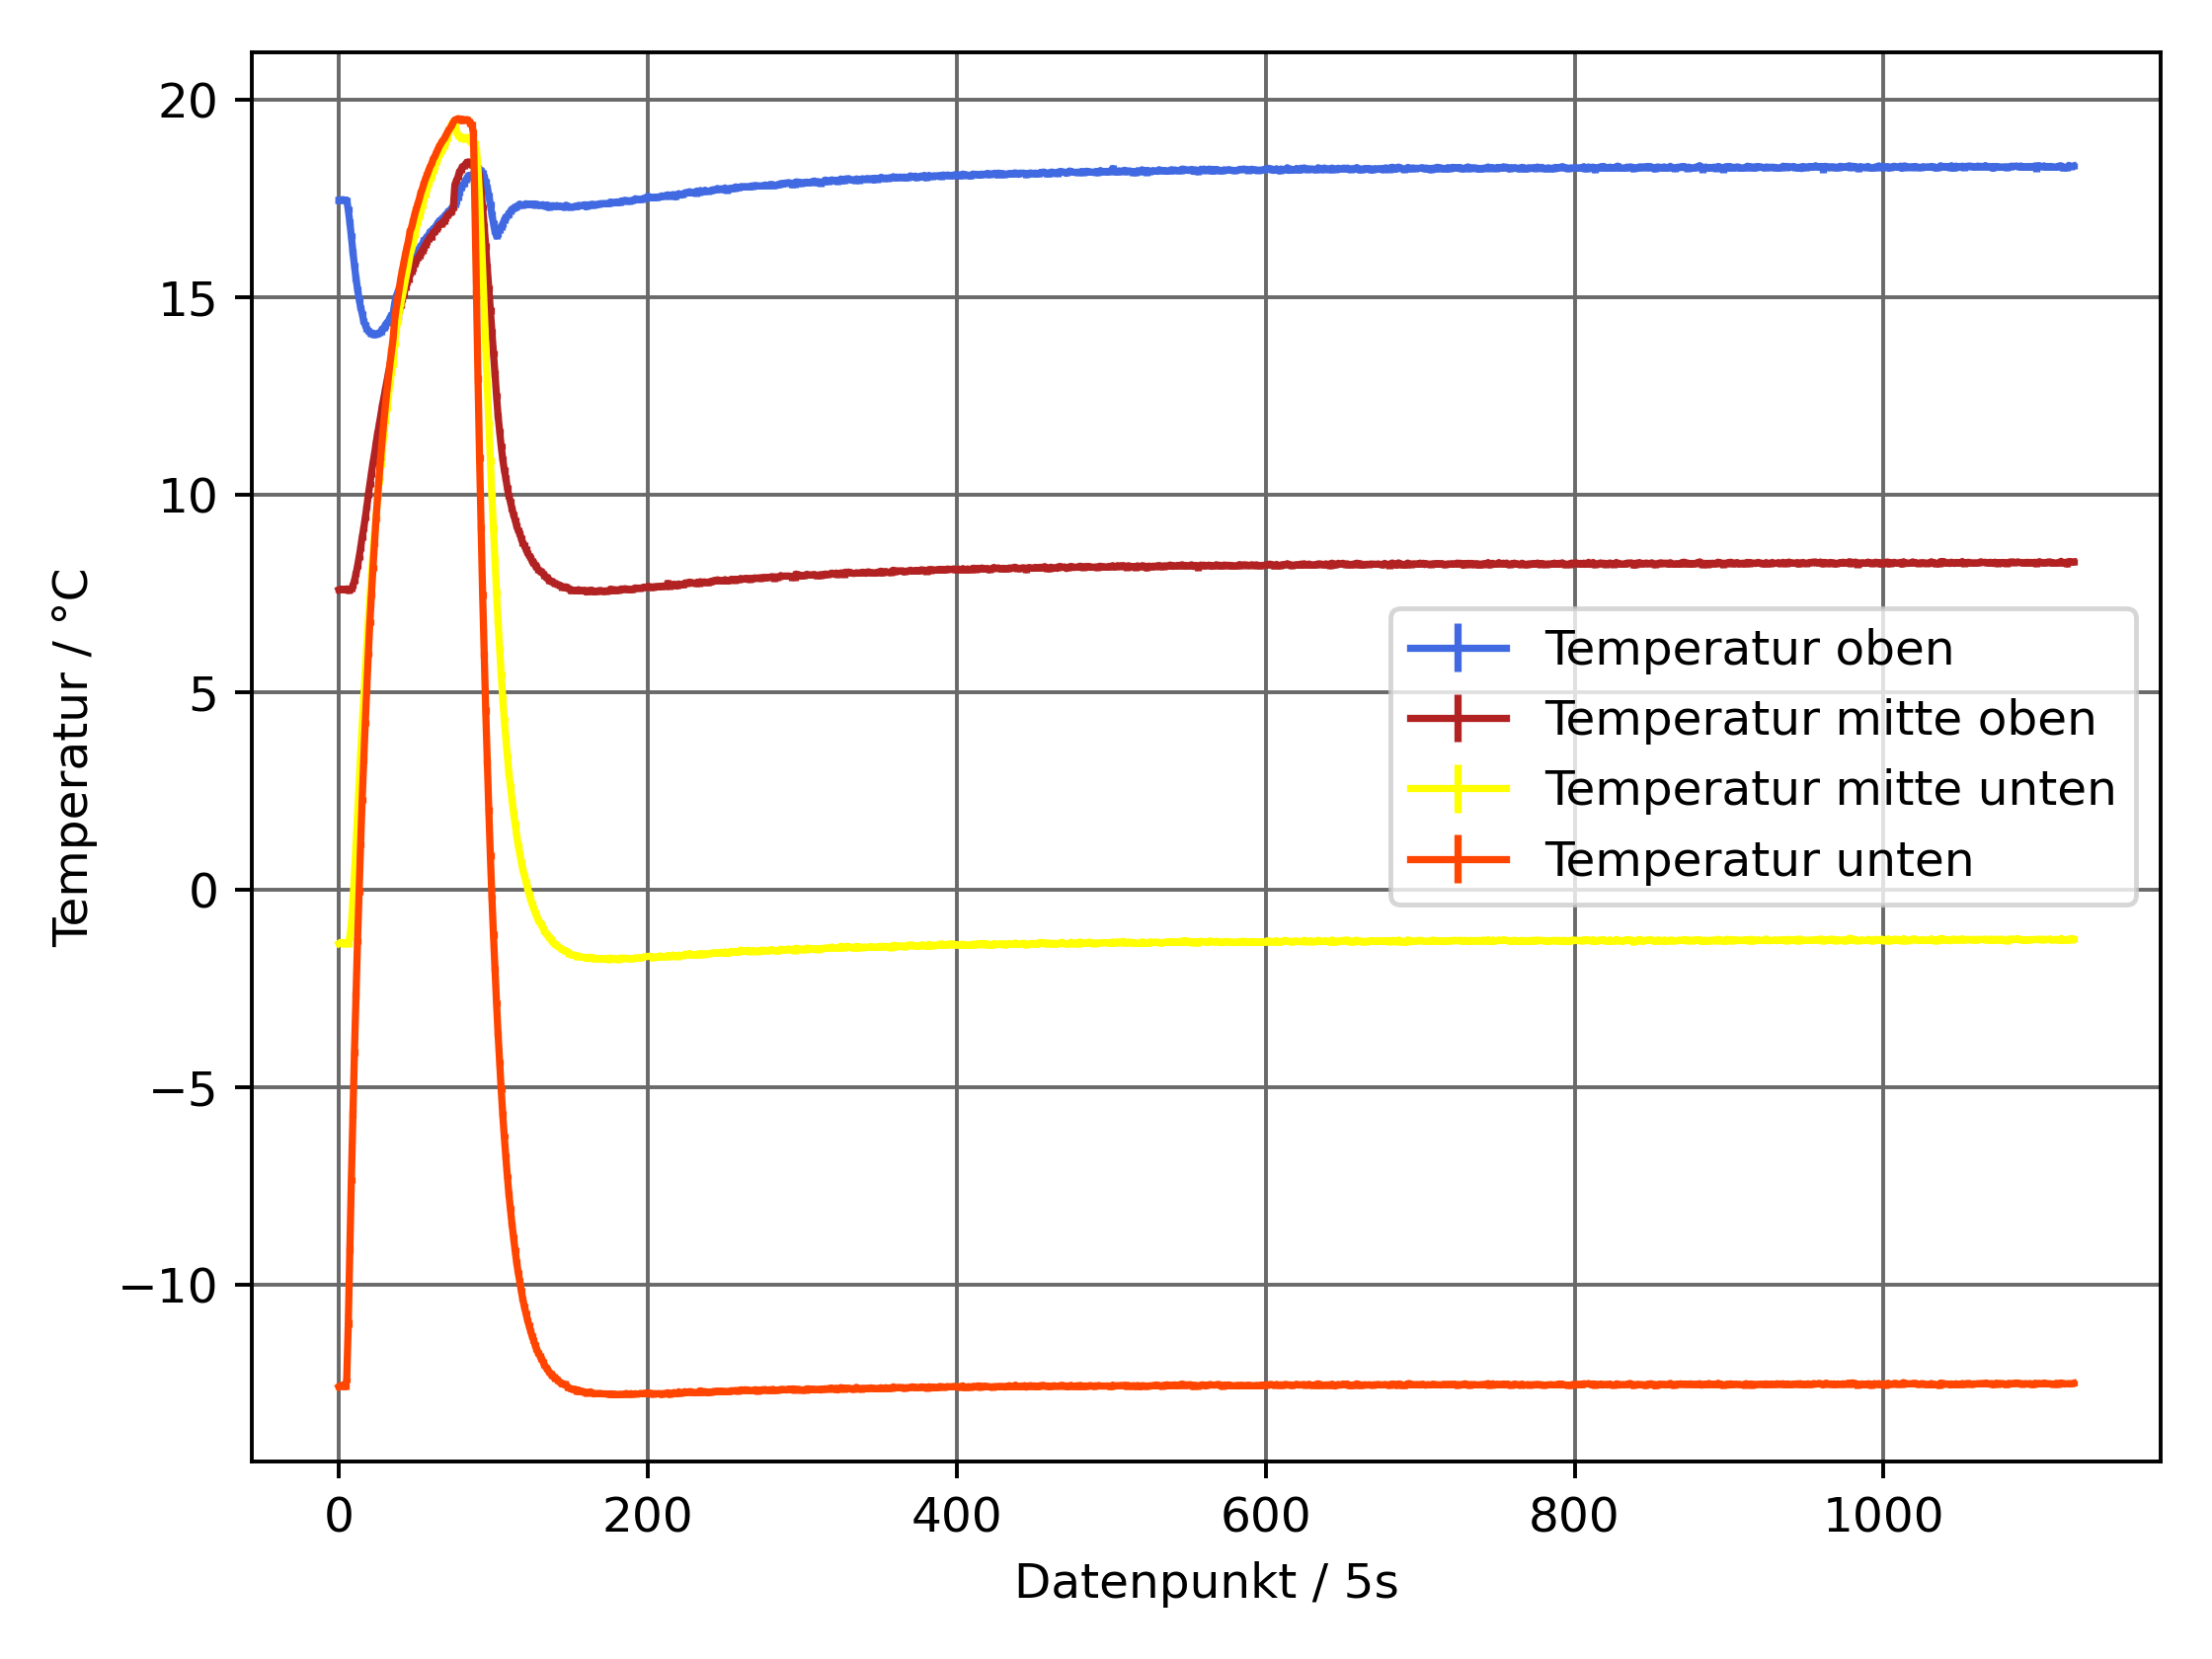 20
15
10
5
0
−5
−10
Temperatur / °C
Temperatur oben
Temperatur mitte oben
Temperatur mitte unten
Temperatur unten
0 200 400 600 800 1000
Datenpunkt / 5s